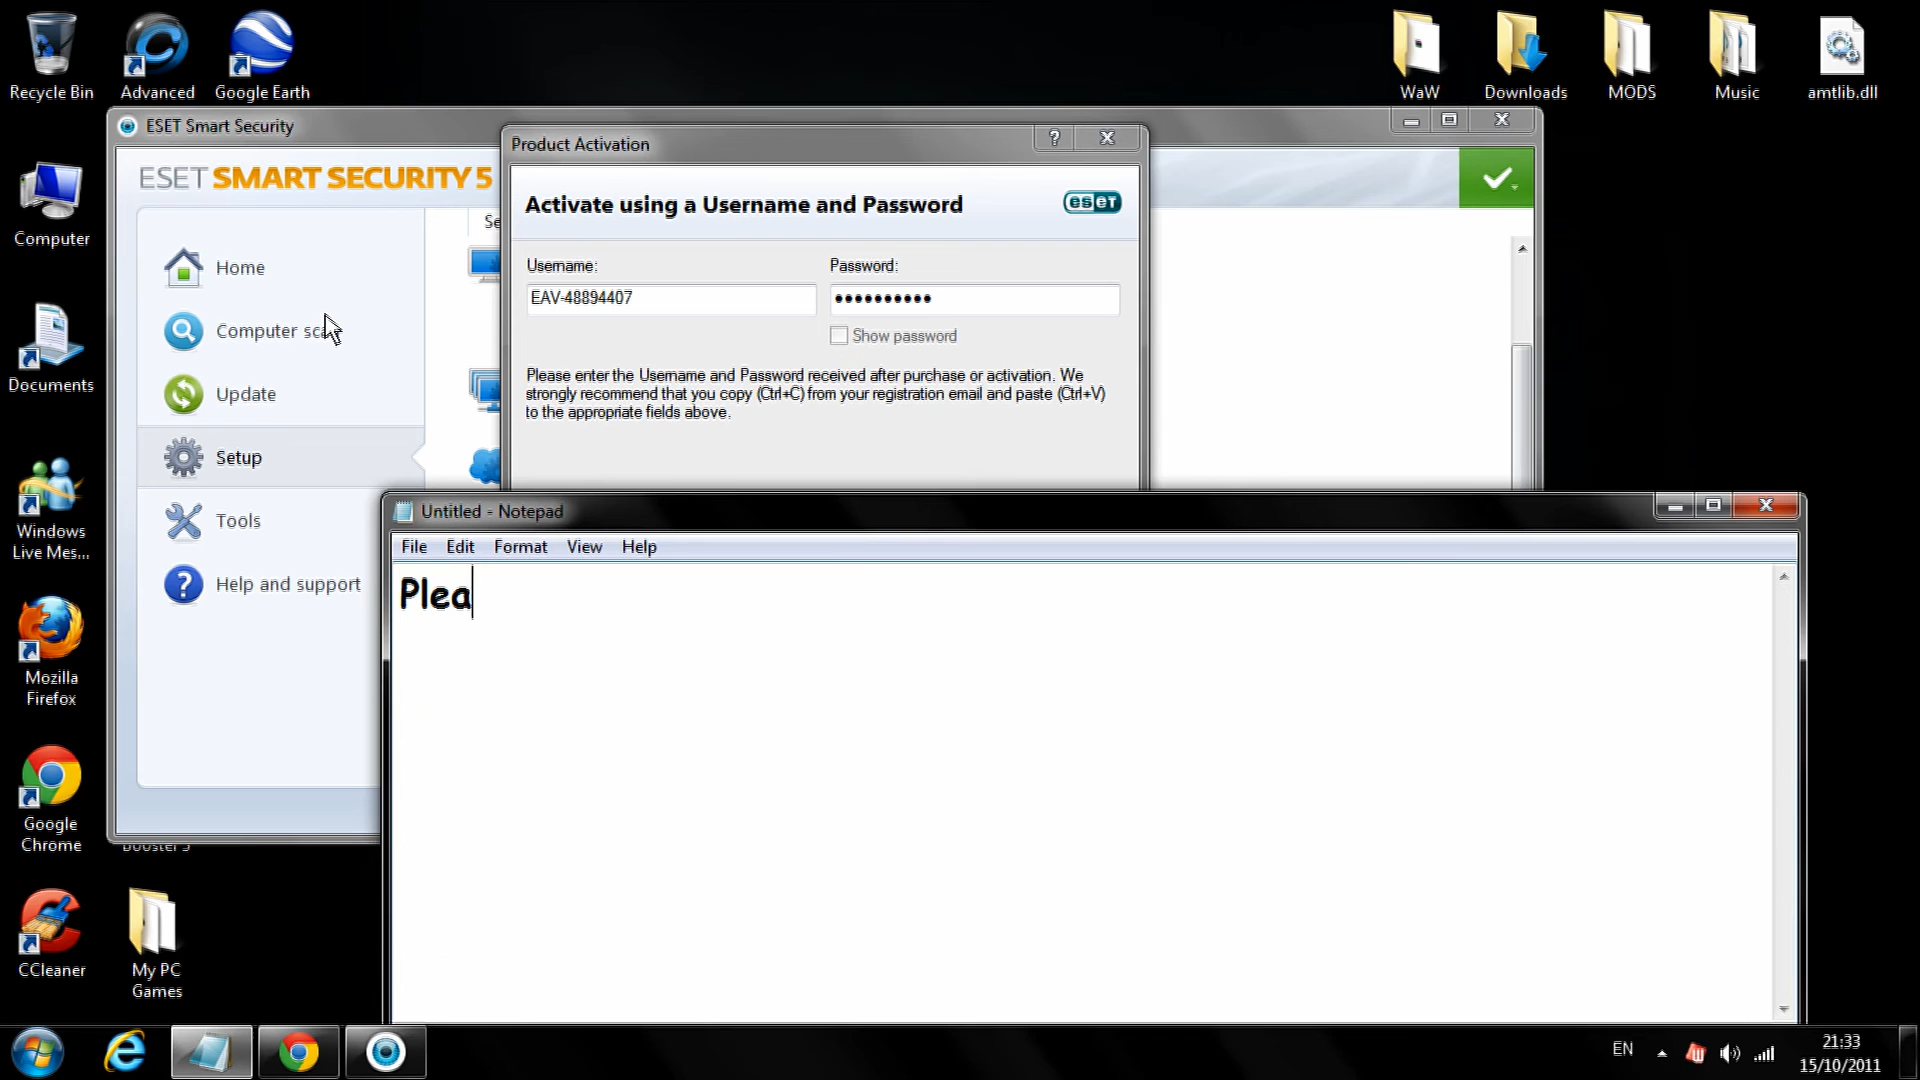 Recycle Bin
Advanced
Google Earth
WaW
Downloads
MODS
Music
amtlib.dll
Computer
Documents
Windows
Live Mes...
Mozilla
Firefox
Google
Chrome
Booster 5
CCleaner
My PC
Games
ESET Smart Security
ESET SMART SECURITY 5
Home
Computer sca
Update
Setup
Tools
Help and support
Se
Product Activation
?
Activate using a Username and Password
eseT
Username:
Password:
EAV-48894407
Show password
Please enter the Username and Password received after purchase or activation. We
strongly recommend that you copy (Ctrl+C) from your registration email and paste (Ctrl+V)
to the appropriate fields above.
Untitled - Notepad
File Edit Format View Help
Plea
EN
21:33
15/10/2011